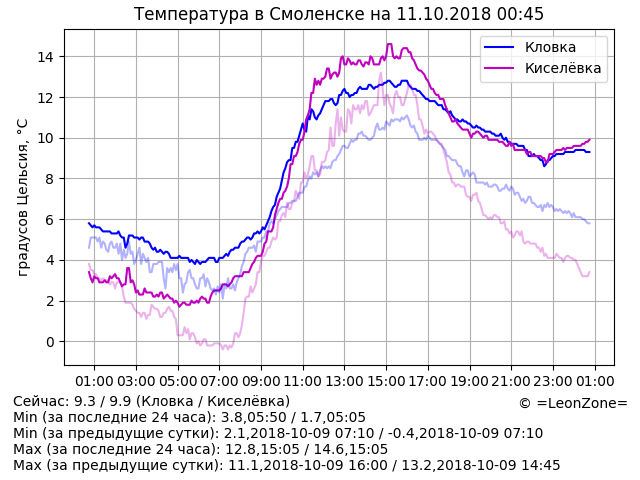 Температура в Смоленске на 11.10.2018 00:45
Кловка
Киселёвка
градусов Цельсия, °С
14
12
10
8
6
4
2
0
01:00 03:00 05:00 07:00 09:00 11:00 13:00 15:00 17:00 19:00 21:00 23:00 01:00
Сейчас: 9.3 / 9.9 (Кловка / Киселёвка)
© =LeonZone=
Min (за последние 24 часа): 3.8,05:50 / 1.7,05:05
Min (за предыдущие сутки): 2.1,2018-10-09 07:10 / -0.4,2018-10-09 07:10
Max (за последние 24 часа): 12.8,15:05 / 14.6,15:05
Max (за предыдущие сутки): 11.1,2018-10-09 16:00 / 13.2,2018-10-09 14:45